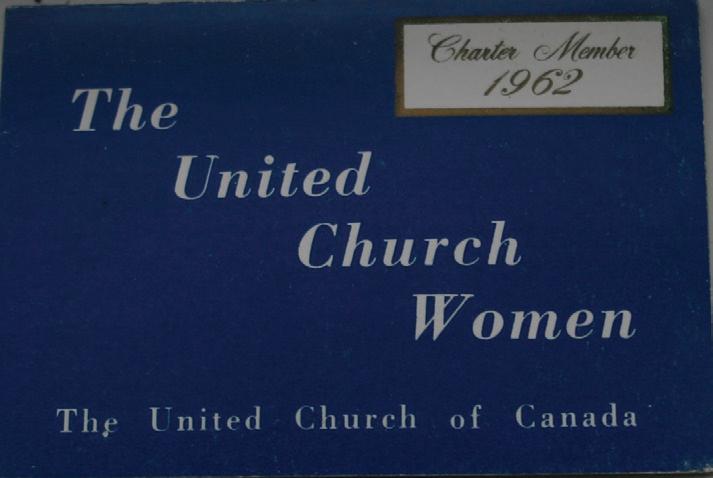 Charter Member
1962
The
United
Church
Women
The United Church of Canada